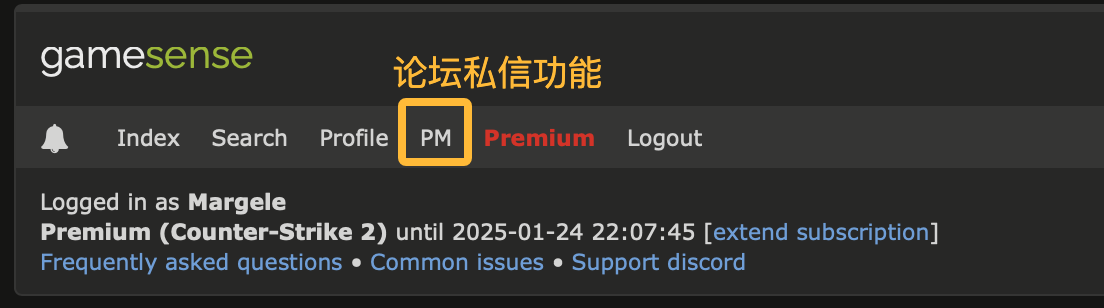 gamesense
论坛私信功能
Index Search Profile PM Premium Logout
Logged in as Margele
Premium (Counter-Strike 2) until 2025-01-24 22:07:45 [extend subscription]
Frequently asked questions • Common issues • Support discord